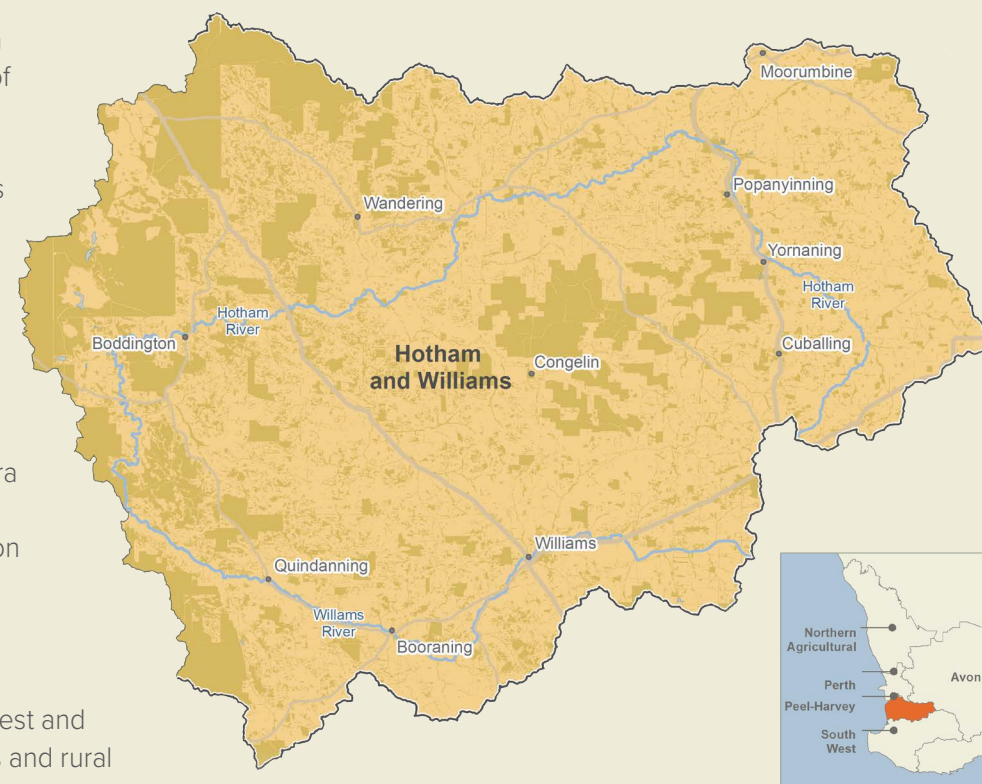 of
s
ra
on
est and
s and rural
Moorumbine
Popanyinning
Wandering
Yornaning
Hotham
River
Hotham
River
Boddington
Cuballing
Hotham
and Williams
Congelin
Williams
Quindanning
Willams
River
Booraning
Northern
Agricultural
Perth
Peel-Harvey
South
West
Avon